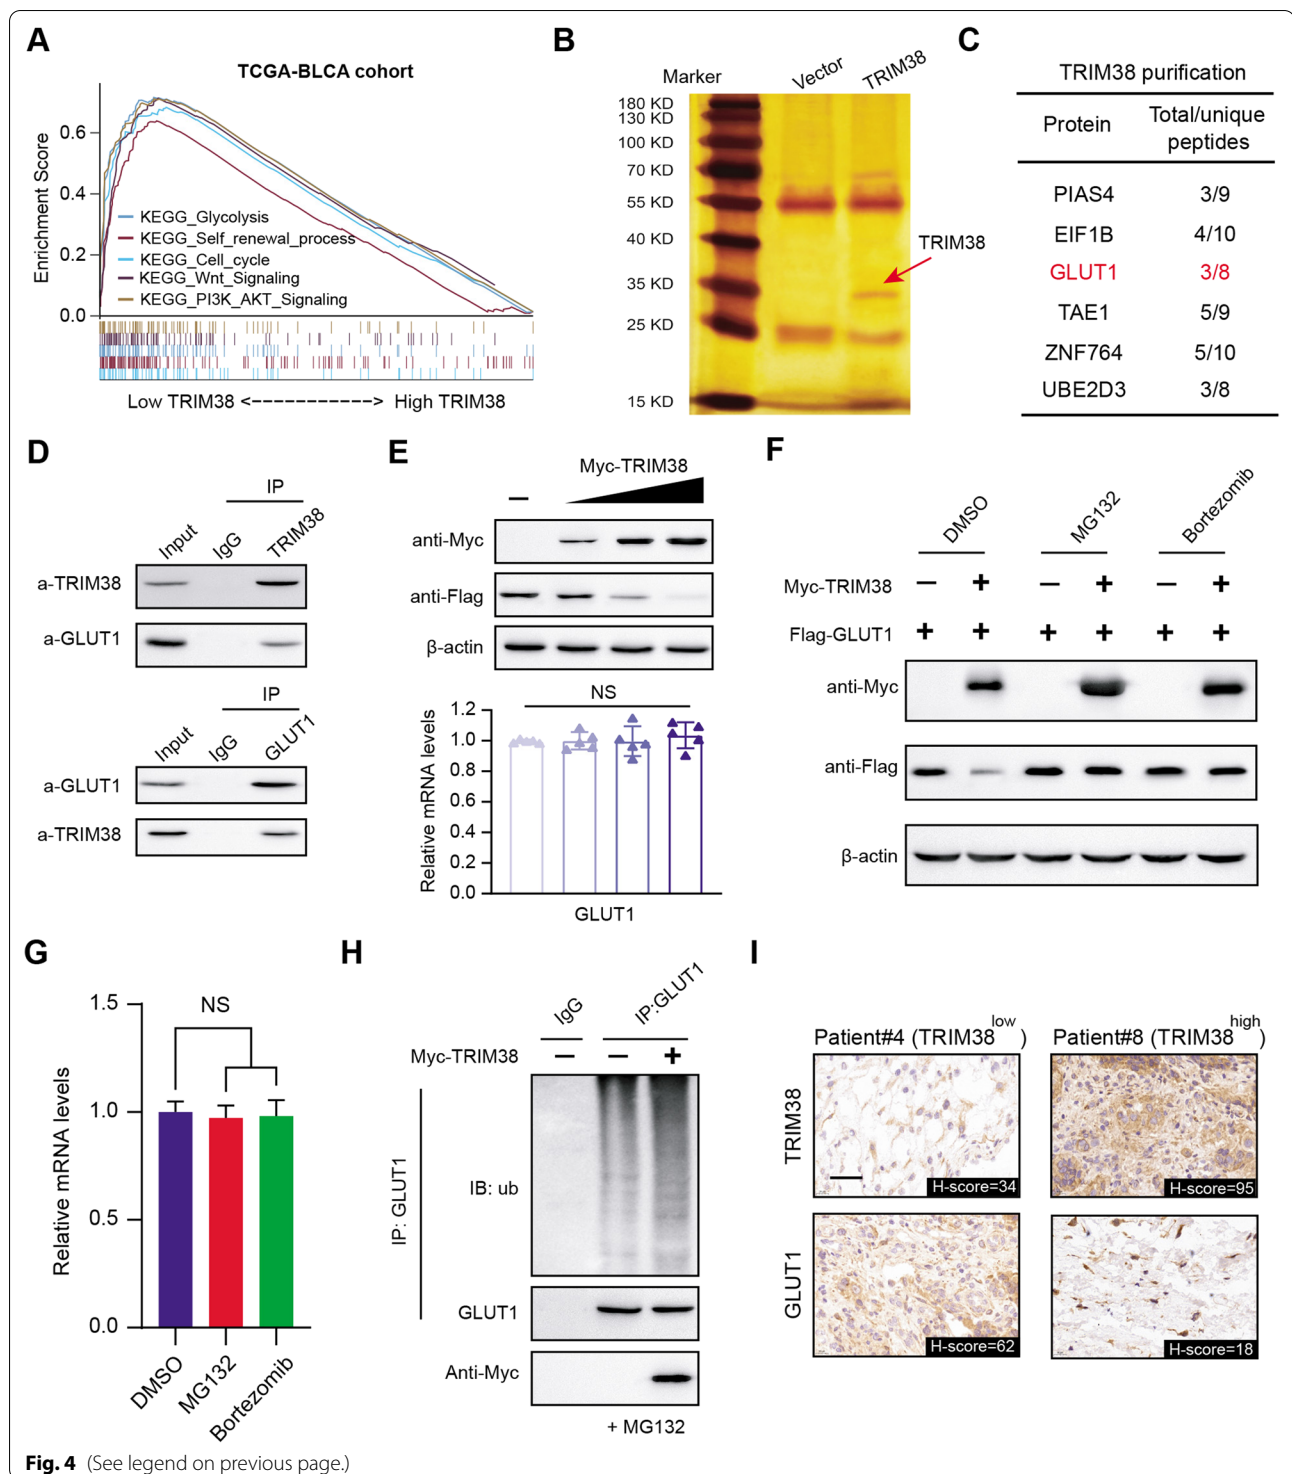 A
TCGA-BLCA cohort
Enrichment Score
0.6
0.4
0.2
0.0
KEGG_Glycolysis
KEGG_Self_renewal_process
KEGG_Cell_cycle
KEGG_Wnt_Signaling
KEGG_PI3K_AKT_Signaling
Low TRIM38 <-----------> High TRIM38
B
Marker Vector TRIM38
180 KD
130 KD
100 KD
70 KD
55 KD
40 KD
35 KD
25 KD
15 KD
TRIM38
C
TRIM38 purification
Protein Total/unique peptides
PIAS4 3/9
EIF1B 4/10
GLUT1 3/8
TAE1 5/9
ZNF764 5/10
UBE2D3 3/8
D
IP
Input IgG TRIM38
a-TRIM38
a-GLUT1
IP
Input IgG GLUT1
a-GLUT1
a-TRIM38
E
Myc-TRIM38
–
anti-Myc
anti-Flag
β-actin
NS
Relative mRNA levels
1.2
1.0
0.8
0.6
0.4
0.2
0.0
GLUT1
F
DMSO MG132 Bortezomib
Myc-TRIM38 – + – + – +
Flag-GLUT1 + + + + + +
anti-Myc
anti-Flag
β-actin
G
NS
Relative mRNA levels
1.5
1.0
0.5
0.0
DMSO MG132 Bortezomib
H
IgG IP:GLUT1
Myc-TRIM38 – – +
IP: GLUT1
IB: ub
GLUT1
Anti-Myc
+ MG132
I
Patient#4 (TRIM38low) Patient#8 (TRIM38high)
TRIM38
H-score=34 H-score=95
GLUT1
H-score=62 H-score=18
Fig. 4 (See legend on previous page.)